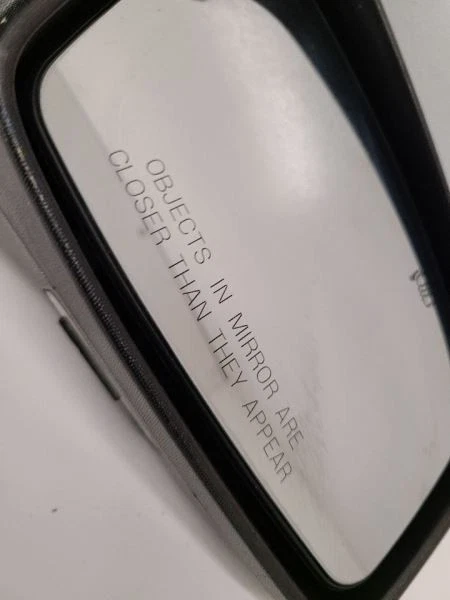 OBJECTS IN MIRROR ARE
CLOSER THAN THEY APPEAR